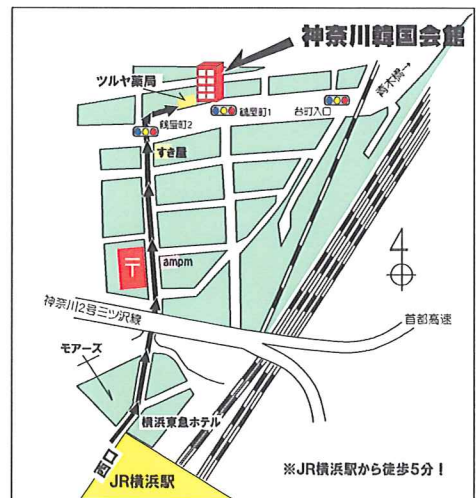 神奈川韓国会館
ツルヤ薬局
青木橋→
台町入口
鶴屋町1
鶴屋町2
すき屋
ampm
〒
神奈川2号三ツ沢線
首都高速
モアーズ
横浜東急ホテル
西口
JR横浜駅
※JR横浜駅から徒歩5分！
4